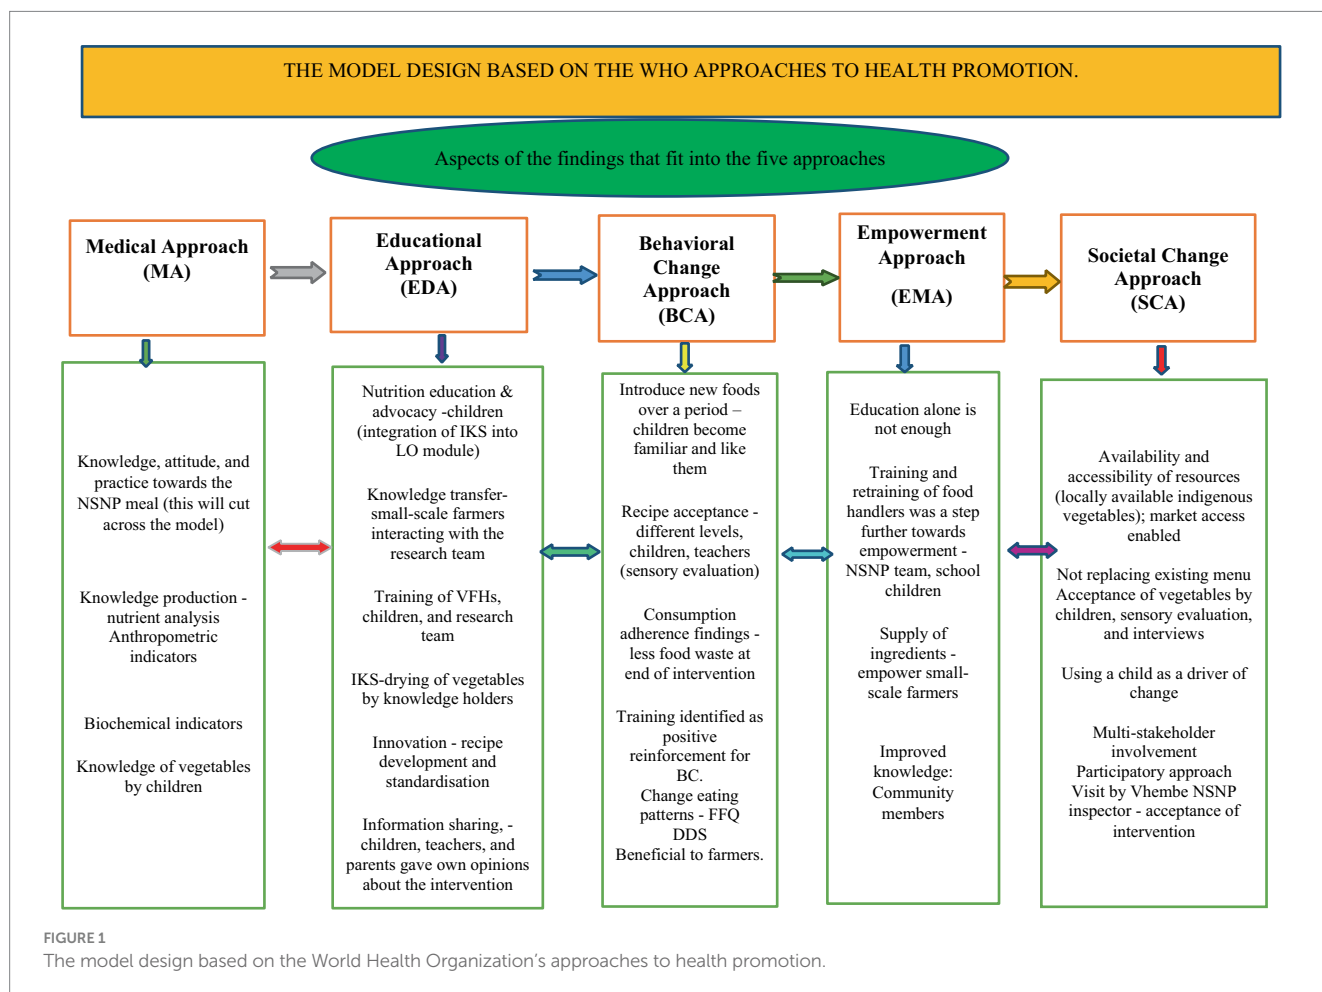 THE MODEL DESIGN BASED ON THE WHO APPROACHES TO HEALTH PROMOTION.
Aspects of the findings that fit into the five approaches
Medical Approach
(MA)
Educational
Approach
(EDA)
Behavioral
Change
Approach
(BCA)
Empowerment
Approach
(EMA)
Societal Change
Approach
(SCA)
Knowledge, attitude, and
practice towards the
NSNP meal (this will cut
across the model)
Knowledge production -
nutrient analysis
Anthropometric
indicators
Biochemical indicators
Knowledge of vegetables
by children
Nutrition education &
advocacy -children
(integration of IKS into
LO module)
Knowledge transfer-
small-scale farmers
interacting with the
research team
Training of VFHs,
children, and research
team
IKS-drying of vegetables
by knowledge holders
Innovation - recipe
development and
standardisation
Information sharing, -
children, teachers, and
parents gave own opinions
about the intervention
Introduce new foods
over a period –
children become
familiar and like
them
Recipe acceptance -
different levels,
children, teachers
(sensory evaluation)
Consumption
adherence findings -
less food waste at
end of intervention
Training identified as
positive
reinforcement for
BC.
Change eating
patterns - FFQ
DDS
Beneficial to farmers.
Education alone is
not enough
Training and
retraining of food
handlers was a step
further towards
empowerment -
NSNP team, school
children
Supply of
ingredients -
empower small-
scale farmers
Improved
knowledge:
Community
members
Availability and
accessibility of resources
(locally available indigenous
vegetables); market access
enabled
Not replacing existing menu
Acceptance of vegetables by
children, sensory evaluation,
and interviews
Using a child as a driver of
change
Multi-stakeholder
involvement
Participatory approach
Visit by Vhembe NSNP
inspector - acceptance of
intervention
FIGURE 1
The model design based on the World Health Organization's approaches to health promotion.